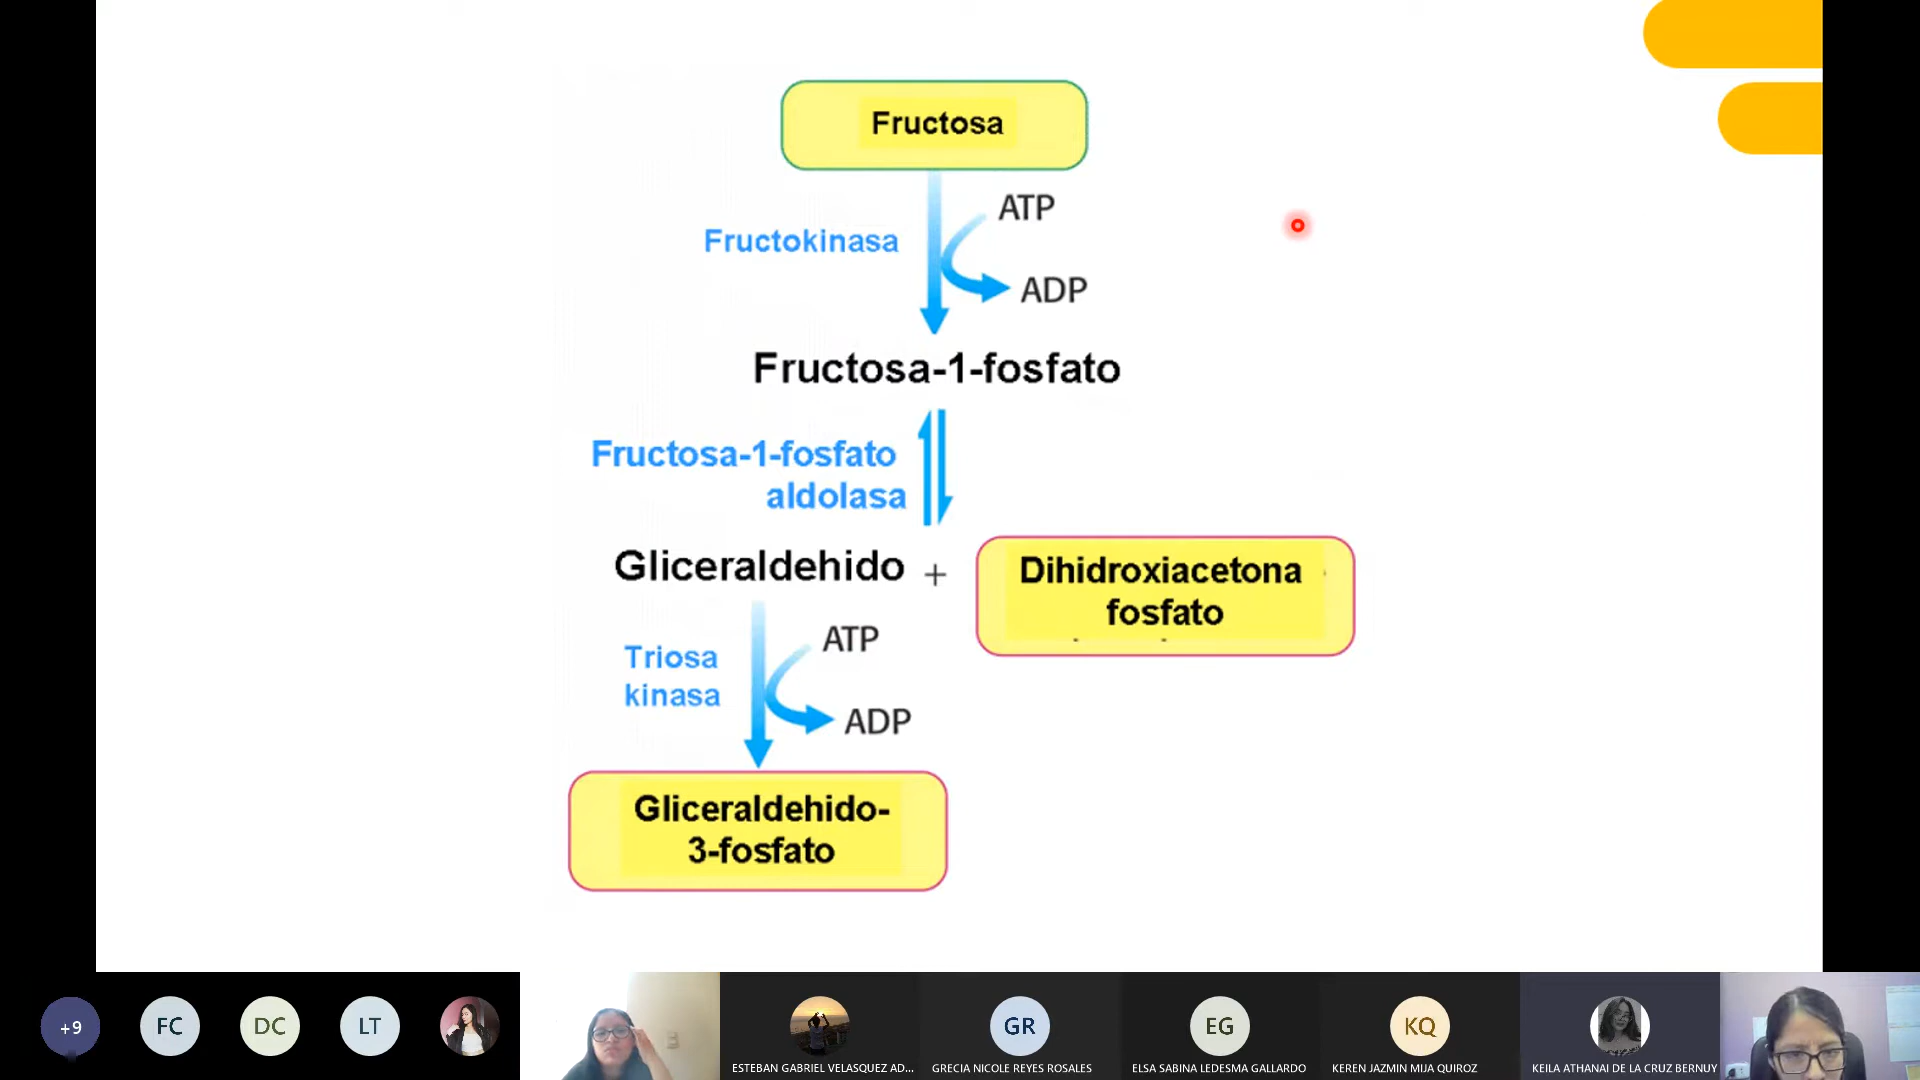 Fructosa
ATP
Fructokinasa
ADP
Fructosa-1-fosfato
Fructosa-1-fosfato
aldolasa
Gliceraldehido +
Dihidroxiacetona
fosfato
ATP
Triosa
kinasa
ADP
Gliceraldehido-
3-fosfato
+9
FC
DC
LT
GR
EG
KQ
ESTEBAN GABRIEL VELASQUEZ AD...
GRECIA NICOLE REYES ROSALES
ELSA SABINA LEDESMA GALLARDO
KEREN JAZMIN MIJA QUIROZ
KEILA ATHANAI DE LA CRUZ BERNUY